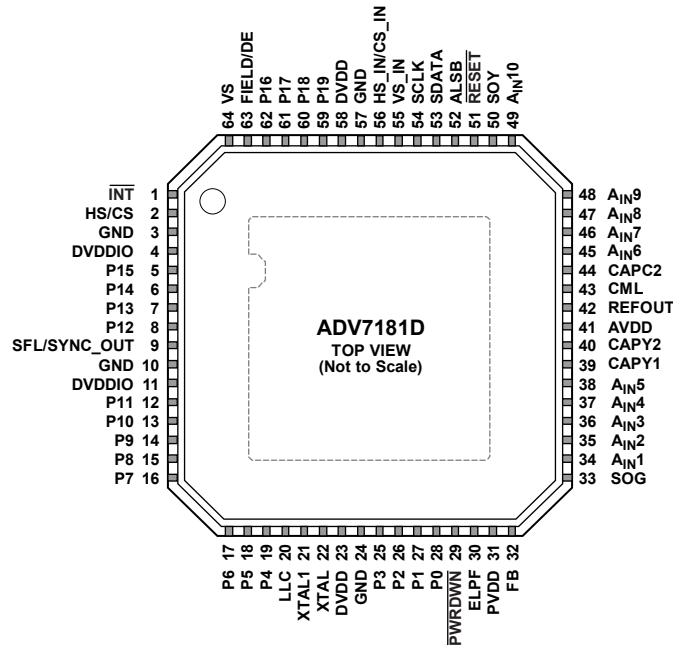 64 VS
63 FIELD/DE
62 P16
61 P17
60 P18
59 P19
58 DVDD
57 GND
56 HS_IN/CS_IN
55 VS_IN
54 SCLK
53 SDATA
52 ALSB
51 RESET
50 SOY
49 AIN10
INT 1
HS/CS 2
GND 3
DVDDIO 4
P15 5
P14 6
P13 7
P12 8
SFL/SYNC_OUT 9
GND 10
DVDDIO 11
P11 12
P10 13
P9 14
P8 15
P7 16
ADV7181D
TOP VIEW
(Not to Scale)
48 AIN9
47 AIN8
46 AIN7
45 AIN6
44 CAPC2
43 CML
42 REFOUT
41 AVDD
40 CAPY2
39 CAPY1
38 AIN5
37 AIN4
36 AIN3
35 AIN2
34 AIN1
33 SOG
P6 17
P5 18
P4 19
LLC 20
XTAL1 21
XTAL 22
DVDD 23
GND 24
P3 25
P2 26
P1 27
P0 28
PWRDWN 29
ELPF 30
PVDD 31
FB 32